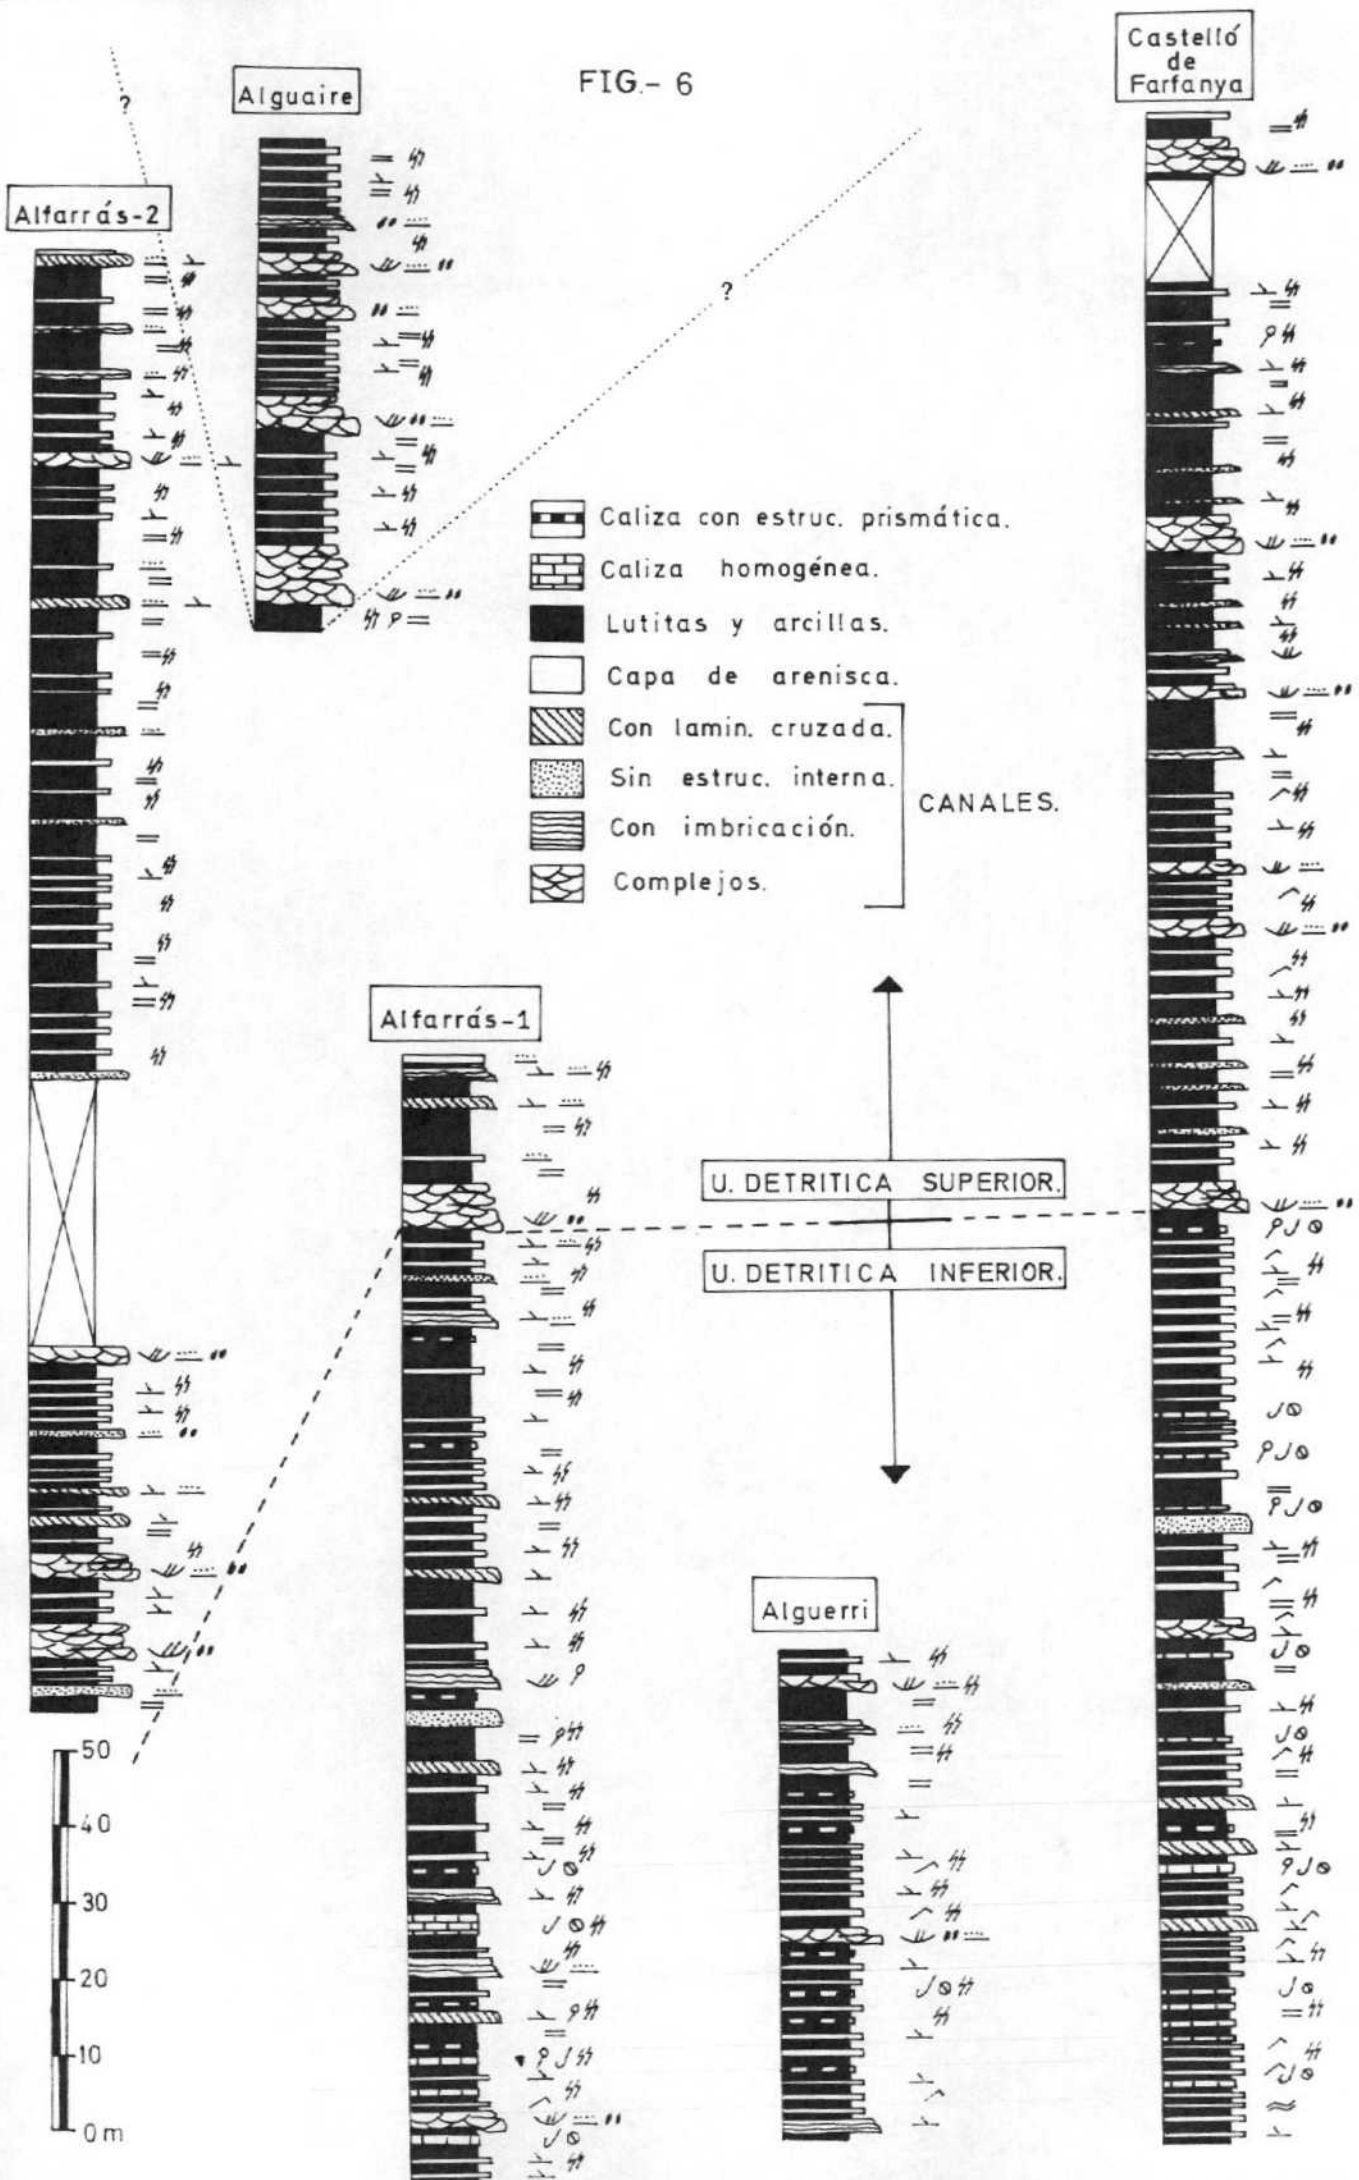 FIG.- 6
Castelló
de
Farfanya
Alguaire
?
Alfarrás-2
?
Caliza con estruc. prismática.
Caliza homogénea.
Lutitas y arcillas.
Capa de arenisca.
Con lamin. cruzada.
Sin estruc. interna.
Con imbricación.
Complejos.
CANALES.
Alfarrás-1
U. DETRITICA SUPERIOR.
U. DETRITICA INFERIOR.
Alguerri
50
40
30
20
10
0m